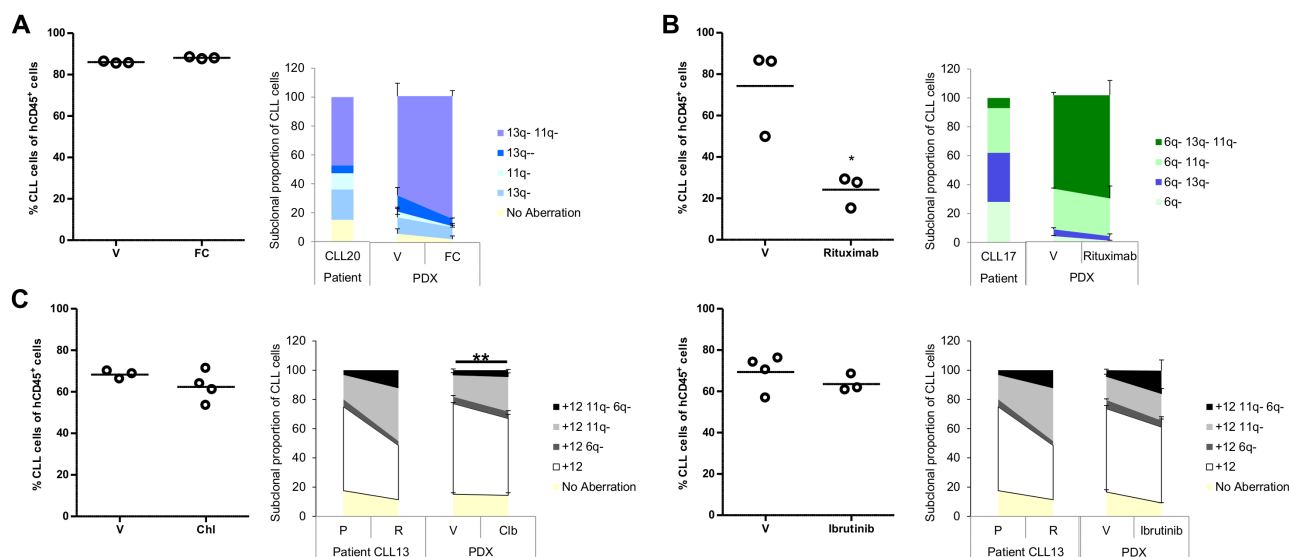 A
% CLL cells of hCD45+ cells
100
80
60
40
20
0
V FC
Subclonal proportion of CLL cells
120
100
80
60
40
20
0
CLL20 V FC
Patient PDX
13q- 11q-
13q--
11q-
13q-
No Aberration
B
% CLL cells of hCD45+ cells
100
80
60
40
20
0
*
V Rituximab
Subclonal proportion of CLL cells
120
100
80
60
40
20
0
CLL17 V Rituximab
Patient PDX
6q- 13q- 11q-
6q- 11q-
6q- 13q-
6q-
C
% CLL cells of hCD45+ cells
100
80
60
40
20
0
V Chl
Subclonal proportion of CLL cells
120
100
80
60
40
20
0
**
P R V Clb
Patient CLL13 PDX
+12 11q- 6q-
+12 11q-
+12 6q-
+12
No Aberration
% CLL cells of hCD45+ cells
100
80
60
40
20
0
V Ibrutinib
Subclonal proportion of CLL cells
120
100
80
60
40
20
0
P R V Ibrutinib
Patient CLL13 PDX
+12 11q- 6q-
+12 11q-
+12 6q-
+12
No Aberration